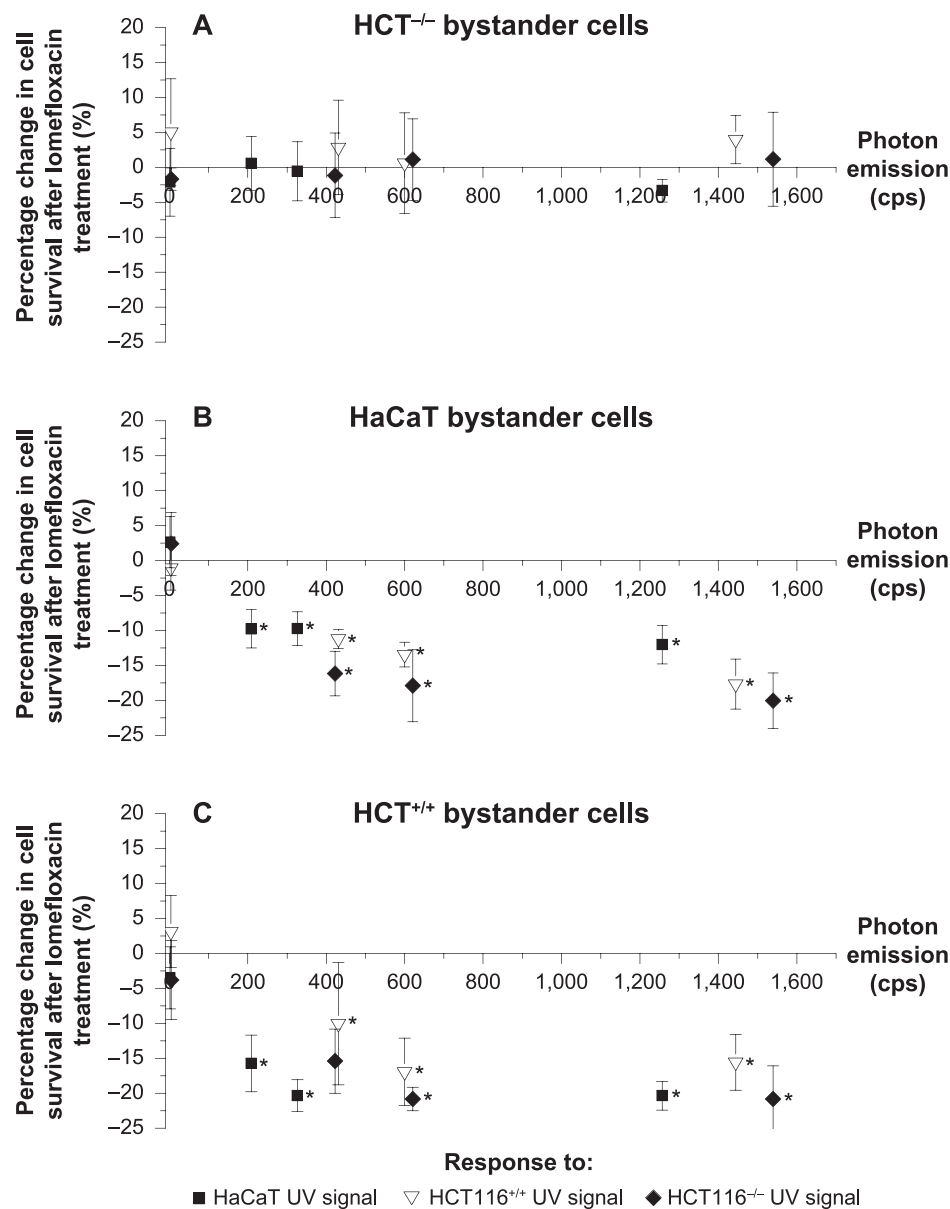 A HCT–/– bystander cells
Percentage change in cell
survival after lomefloxacin
treatment (%)
20
15
10
5
0
–5
–10
–15
–20
–25
0 200 400 600 800 1,000 1,200 1,400 1,600
Photon
emission
(cps)
B HaCaT bystander cells
Percentage change in cell
survival after lomefloxacin
treatment (%)
20
15
10
5
0
–5
–10
–15
–20
–25
0 200 400 600 800 1,000 1,200 1,400 1,600
Photon
emission
(cps)
* * * * * * * * *
C HCT+/+ bystander cells
Percentage change in cell
survival after lomefloxacin
treatment (%)
20
15
10
5
0
–5
–10
–15
–20
–25
0 200 400 600 800 1,000 1,200 1,400 1,600
Photon
emission
(cps)
* * * * * * * * *
Response to:
HaCaT UV signal HCT116+/+ UV signal HCT116–/– UV signal